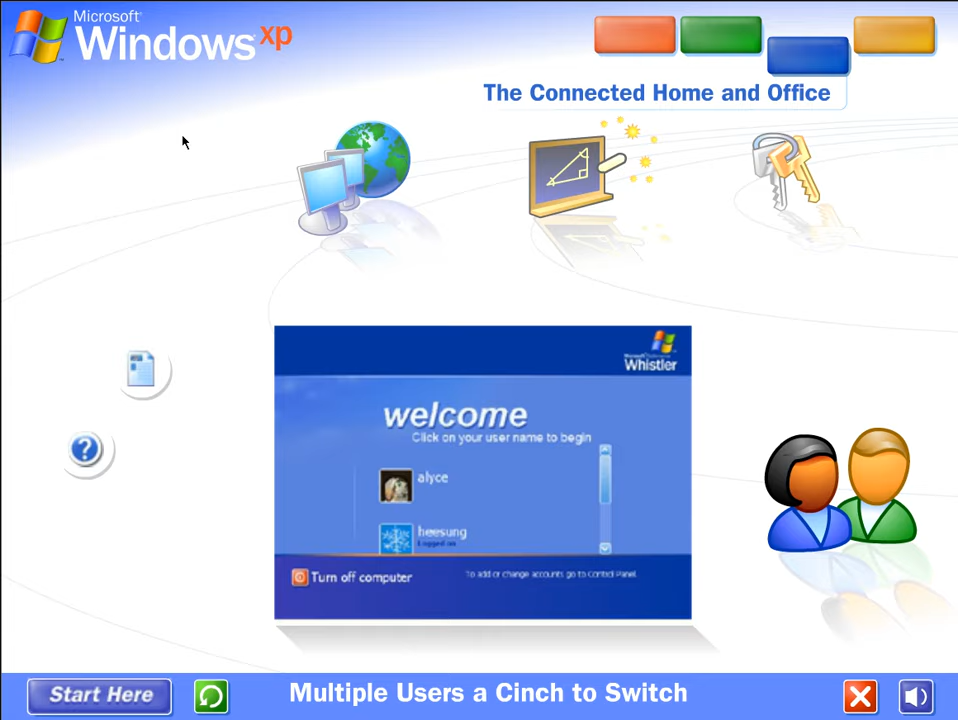 Microsoft®
Windows xp
The Connected Home and Office
Whistler
welcome
Click on your user name to begin
alyce
heesung
Logged on
Turn off computer
To add or change accounts go to Control Panel.
Start Here
Multiple Users a Cinch to Switch